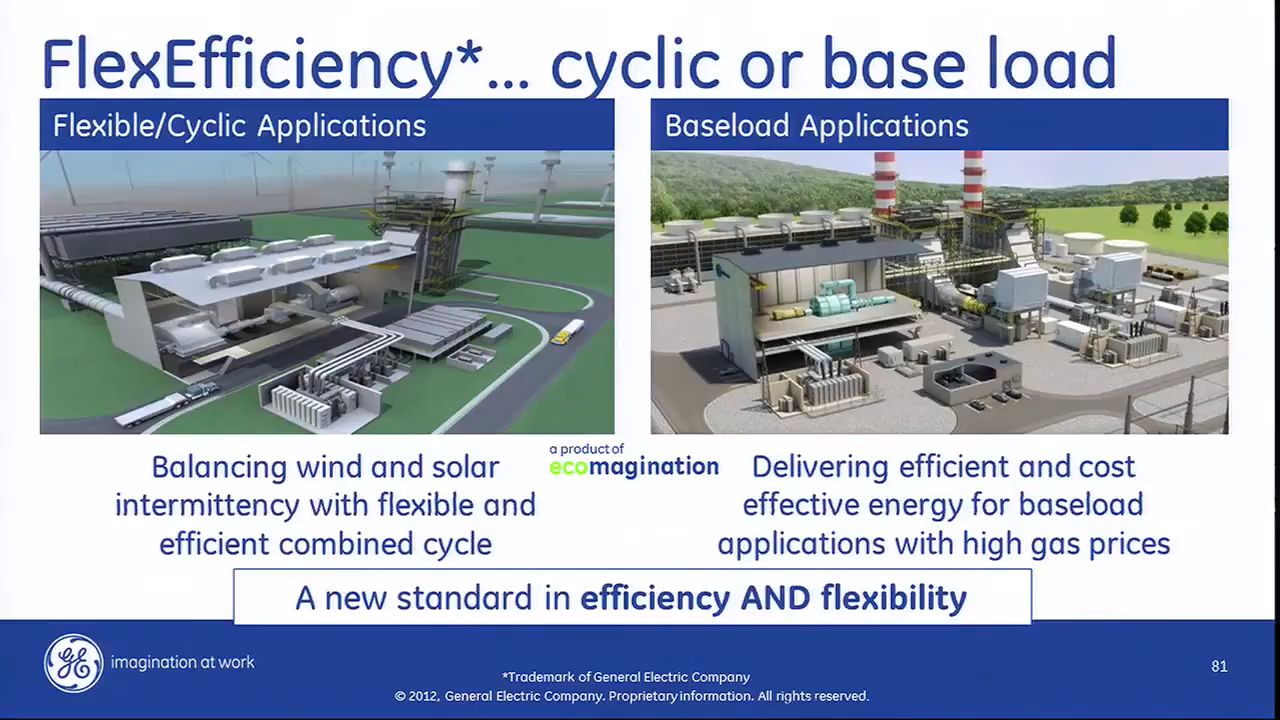 FlexEfficiency*... cyclic or base load
Flexible/Cyclic Applications
Baseload Applications
Balancing wind and solar
intermittency with flexible and
efficient combined cycle
a product of
ecomagination
Delivering efficient and cost
effective energy for baseload
applications with high gas prices
A new standard in efficiency AND flexibility
GE
imagination at work
*Trademark of General Electric Company
© 2012, General Electric Company. Proprietary information. All rights reserved.
81